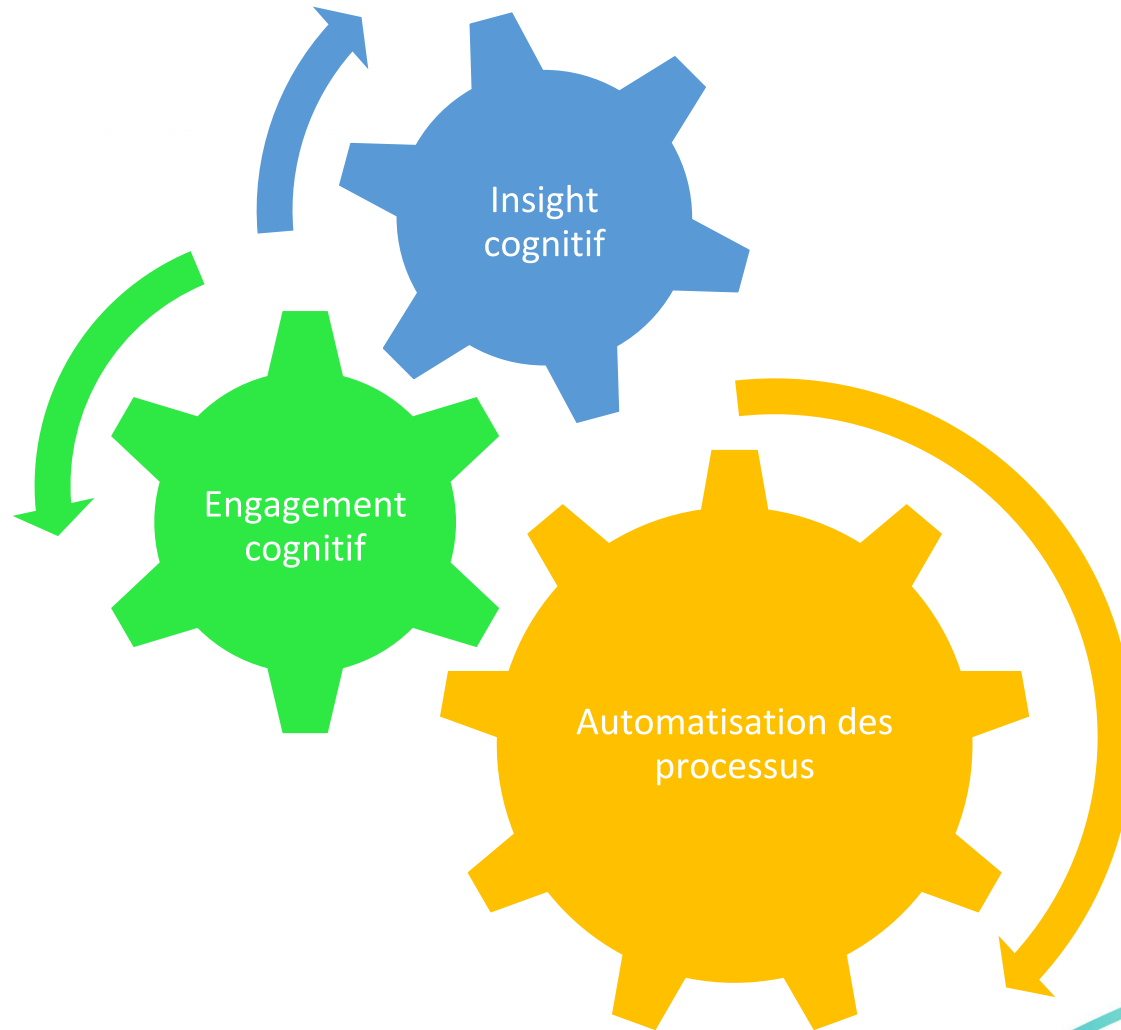 Insight
cognitif
Engagement
cognitif
Automatisation des
processus